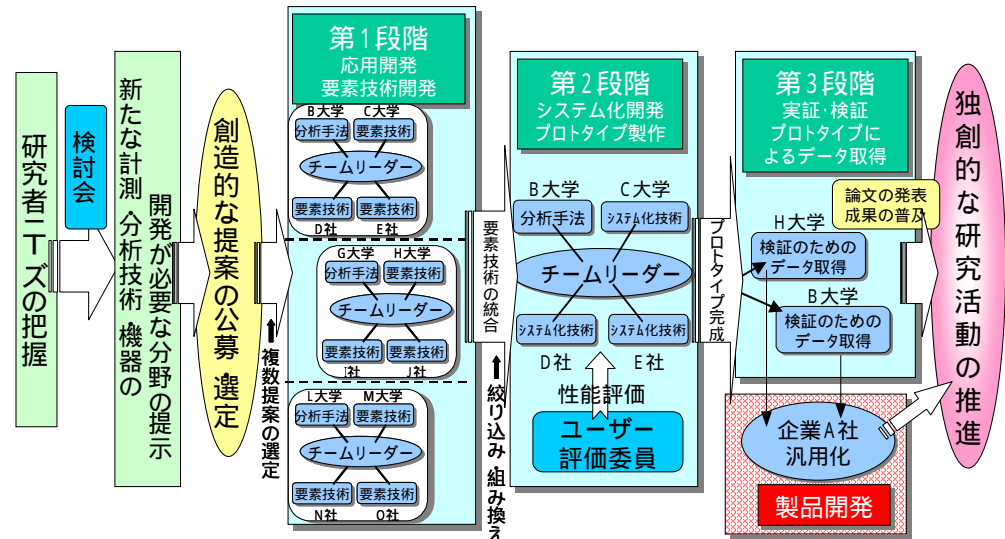 研究者ニーズの把握
検討会
新たな計測 分析技術 機器の
開発が必要な分野の提示
創造的な提案の公募 選定
複数提案の選定
第1段階
応用開発
要素技術開発
B大学 C大学
分析手法 要素技術
チームリーダー
要素技術 要素技術
D社 E社
G大学 H大学
分析手法 要素技術
チームリーダー
要素技術 要素技術
I社 J社
L大学 M大学
分析手法 要素技術
チームリーダー
要素技術 要素技術
N社 O社
要素技術の統合
絞り込み 組み換え
第2段階
システム化開発
プロトタイプ製作
B大学 C大学
分析手法 システム化技術
チームリーダー
システム化技術 システム化技術
D社 E社
性能評価
ユーザー
評価委員
プロトタイプ完成
第3段階
実証・検証
プロトタイプに
よるデータ取得
論文の発表
成果の普及
H大学
検証のための
データ取得
B大学
検証のための
データ取得
企業A社
汎用化
製品開発
独創的な研究活動の推進